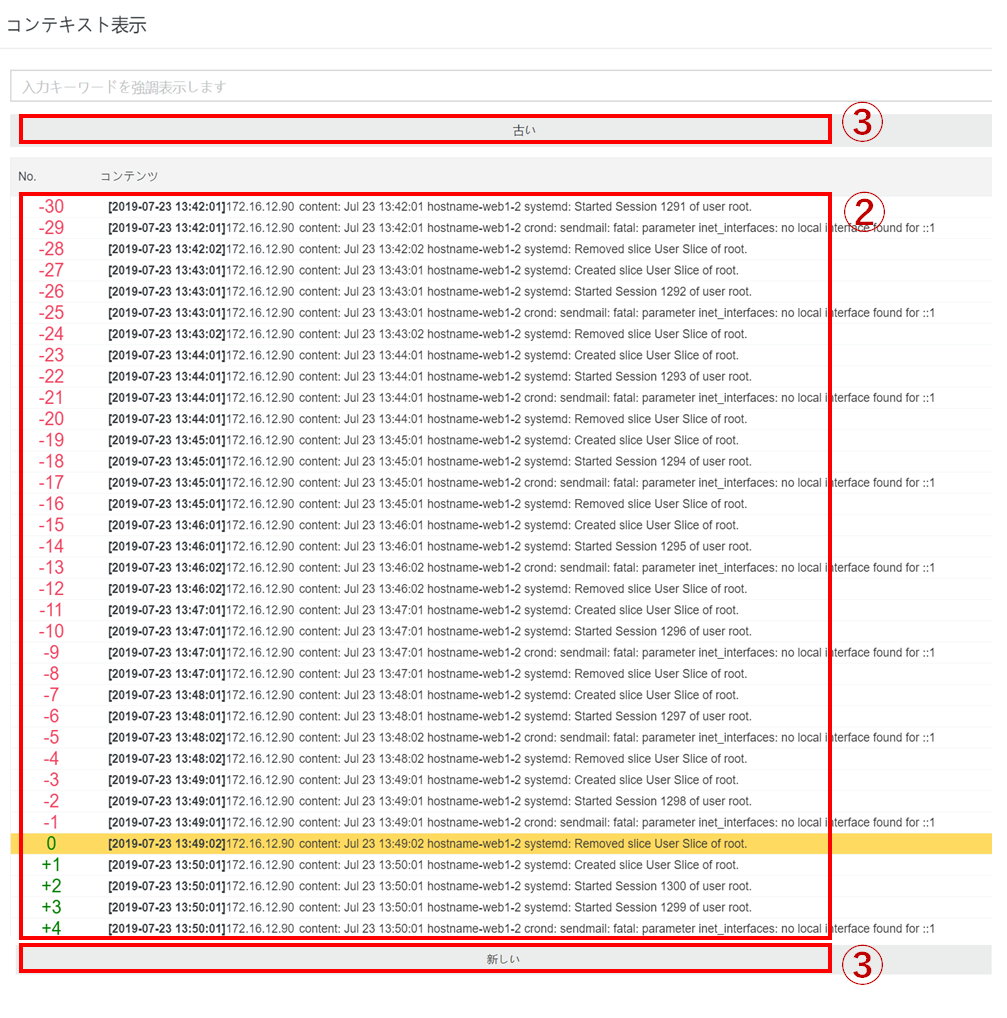 コンテキスト表示
入力キーワードを強調表示します
古い ③
No. コンテンツ
②
-30 [2019-07-23 13:42:01]172.16.12.90 content: Jul 23 13:42:01 hostname-web1-2 systemd: Started Session 1291 of user root.
-29 [2019-07-23 13:42:01]172.16.12.90 content: Jul 23 13:42:01 hostname-web1-2 crond: sendmail: fatal: parameter inet_interfaces: no local interface found for ::1
-28 [2019-07-23 13:42:02]172.16.12.90 content: Jul 23 13:42:02 hostname-web1-2 systemd: Removed slice User Slice of root.
-27 [2019-07-23 13:43:01]172.16.12.90 content: Jul 23 13:43:01 hostname-web1-2 systemd: Created slice User Slice of root.
-26 [2019-07-23 13:43:01]172.16.12.90 content: Jul 23 13:43:01 hostname-web1-2 systemd: Started Session 1292 of user root.
-25 [2019-07-23 13:43:01]172.16.12.90 content: Jul 23 13:43:01 hostname-web1-2 crond: sendmail: fatal: parameter inet_interfaces: no local interface found for ::1
-24 [2019-07-23 13:43:02]172.16.12.90 content: Jul 23 13:43:02 hostname-web1-2 systemd: Removed slice User Slice of root.
-23 [2019-07-23 13:44:01]172.16.12.90 content: Jul 23 13:44:01 hostname-web1-2 systemd: Created slice User Slice of root.
-22 [2019-07-23 13:44:01]172.16.12.90 content: Jul 23 13:44:01 hostname-web1-2 systemd: Started Session 1293 of user root.
-21 [2019-07-23 13:44:01]172.16.12.90 content: Jul 23 13:44:01 hostname-web1-2 crond: sendmail: fatal: parameter inet_interfaces: no local interface found for ::1
-20 [2019-07-23 13:44:01]172.16.12.90 content: Jul 23 13:44:01 hostname-web1-2 systemd: Removed slice User Slice of root.
-19 [2019-07-23 13:45:01]172.16.12.90 content: Jul 23 13:45:01 hostname-web1-2 systemd: Created slice User Slice of root.
-18 [2019-07-23 13:45:01]172.16.12.90 content: Jul 23 13:45:01 hostname-web1-2 systemd: Started Session 1294 of user root.
-17 [2019-07-23 13:45:01]172.16.12.90 content: Jul 23 13:45:01 hostname-web1-2 crond: sendmail: fatal: parameter inet_interfaces: no local interface found for ::1
-16 [2019-07-23 13:45:01]172.16.12.90 content: Jul 23 13:45:01 hostname-web1-2 systemd: Removed slice User Slice of root.
-15 [2019-07-23 13:46:01]172.16.12.90 content: Jul 23 13:46:01 hostname-web1-2 systemd: Created slice User Slice of root.
-14 [2019-07-23 13:46:01]172.16.12.90 content: Jul 23 13:46:01 hostname-web1-2 systemd: Started Session 1295 of user root.
-13 [2019-07-23 13:46:02]172.16.12.90 content: Jul 23 13:46:02 hostname-web1-2 crond: sendmail: fatal: parameter inet_interfaces: no local interface found for ::1
-12 [2019-07-23 13:46:02]172.16.12.90 content: Jul 23 13:46:02 hostname-web1-2 systemd: Removed slice User Slice of root.
-11 [2019-07-23 13:47:01]172.16.12.90 content: Jul 23 13:47:01 hostname-web1-2 systemd: Created slice User Slice of root.
-10 [2019-07-23 13:47:01]172.16.12.90 content: Jul 23 13:47:01 hostname-web1-2 systemd: Started Session 1296 of user root.
-9 [2019-07-23 13:47:01]172.16.12.90 content: Jul 23 13:47:01 hostname-web1-2 crond: sendmail: fatal: parameter inet_interfaces: no local interface found for ::1
-8 [2019-07-23 13:47:01]172.16.12.90 content: Jul 23 13:47:01 hostname-web1-2 systemd: Removed slice User Slice of root.
-7 [2019-07-23 13:48:01]172.16.12.90 content: Jul 23 13:48:01 hostname-web1-2 systemd: Created slice User Slice of root.
-6 [2019-07-23 13:48:01]172.16.12.90 content: Jul 23 13:48:01 hostname-web1-2 systemd: Started Session 1297 of user root.
-5 [2019-07-23 13:48:02]172.16.12.90 content: Jul 23 13:48:02 hostname-web1-2 crond: sendmail: fatal: parameter inet_interfaces: no local interface found for ::1
-4 [2019-07-23 13:48:02]172.16.12.90 content: Jul 23 13:48:02 hostname-web1-2 systemd: Removed slice User Slice of root.
-3 [2019-07-23 13:49:01]172.16.12.90 content: Jul 23 13:49:01 hostname-web1-2 systemd: Created slice User Slice of root.
-2 [2019-07-23 13:49:01]172.16.12.90 content: Jul 23 13:49:01 hostname-web1-2 systemd: Started Session 1298 of user root.
-1 [2019-07-23 13:49:01]172.16.12.90 content: Jul 23 13:49:01 hostname-web1-2 crond: sendmail: fatal: parameter inet_interfaces: no local interface found for ::1
0 [2019-07-23 13:49:02]172.16.12.90 content: Jul 23 13:49:02 hostname-web1-2 systemd: Removed slice User Slice of root.
+1 [2019-07-23 13:50:01]172.16.12.90 content: Jul 23 13:50:01 hostname-web1-2 systemd: Created slice User Slice of root.
+2 [2019-07-23 13:50:01]172.16.12.90 content: Jul 23 13:50:01 hostname-web1-2 systemd: Started Session 1300 of user root.
+3 [2019-07-23 13:50:01]172.16.12.90 content: Jul 23 13:50:01 hostname-web1-2 systemd: Started Session 1299 of user root.
+4 [2019-07-23 13:50:01]172.16.12.90 content: Jul 23 13:50:01 hostname-web1-2 crond: sendmail: fatal: parameter inet_interfaces: no local interface found for ::1
新しい ③